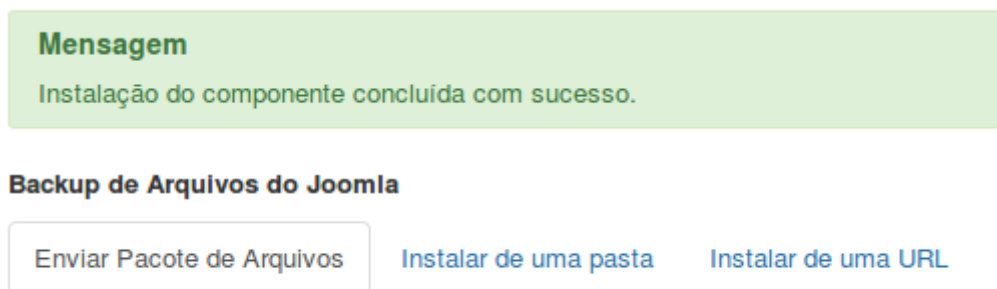 Mensagem
Instalação do componente concluída com sucesso.
Backup de Arquivos do Joomla
Enviar Pacote de Arquivos Instalar de uma pasta Instalar de uma URL